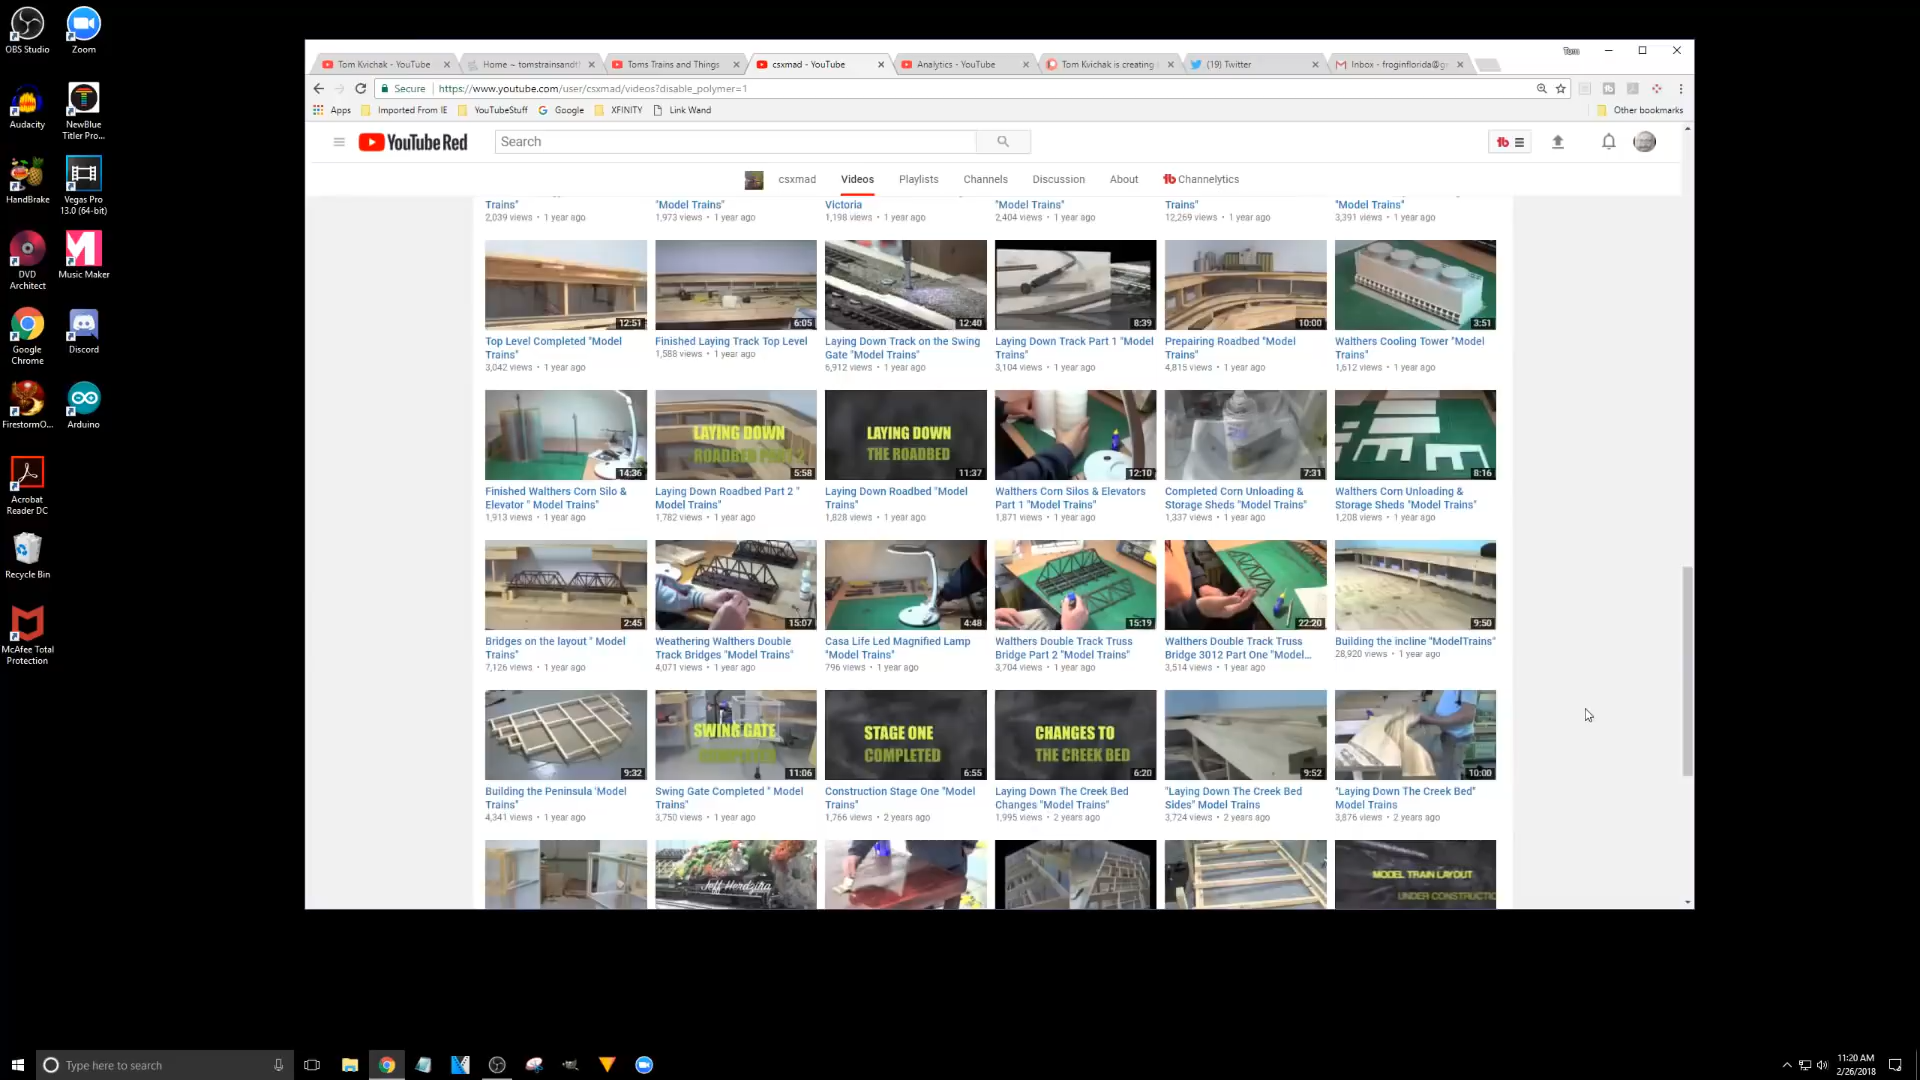 OBS Studio
Zoom
Audacity
NewBlue
Titler Pro...
HandBrake
Vegas Pro
13.0 (64-bit)
DVD
Architect
Music Maker
Google
Chrome
Discord
FirestormO...
Arduino
Acrobat
Reader DC
Recycle Bin
McAfee Total
Protection
Tom
Tom Kvichak - YouTube
Home ~ tomstrainsandt
Toms Trains and Things
csxmad - YouTube
Analytics - YouTube
Tom Kvichak is creating
(19) Twitter
Inbox - froginflorida@g
Secure https://www.youtube.com/user/csxmad/videos?disable_polymer=1
Apps Imported From IE YouTubeStuff Google XFINITY Link Wand Other bookmarks
YouTube Red
Search
csxmad Videos Playlists Channels Discussion About Channelytics
Trains" "Model Trains" Victoria "Model Trains" Trains" "Model Trains"
2,039 views • 1 year ago 1,973 views • 1 year ago 1,198 views • 1 year ago 2,404 views • 1 year ago 12,269 views • 1 year ago 3,391 views • 1 year ago
12:51 6:05 12:40 8:39 10:00 3:51
Top Level Completed "Model
Trains"
3,042 views • 1 year ago
Finished Laying Track Top Level
1,588 views • 1 year ago
Laying Down Track on the Swing
Gate "Model Trains"
6,912 views • 1 year ago
Laying Down Track Part 1 "Model
Trains"
3,104 views • 1 year ago
Prepairing Roadbed "Model
Trains"
4,815 views • 1 year ago
Walthers Cooling Tower "Model
Trains"
1,612 views • 1 year ago
14:36
LAYING DOWN
ROADBED PART 2
5:58
LAYING DOWN
THE ROADBED
11:37
12:10
7:31
8:16
Finished Walthers Corn Silo &
Elevator " Model Trains"
1,913 views • 1 year ago
Laying Down Roadbed Part 2 "
Model Trains"
1,782 views • 1 year ago
Laying Down Roadbed "Model
Trains"
1,828 views • 1 year ago
Walthers Corn Silos & Elevators
Part 1 "Model Trains"
1,871 views • 1 year ago
Completed Corn Unloading &
Storage Sheds "Model Trains"
1,337 views • 1 year ago
Walthers Corn Unloading &
Storage Sheds "Model Trains"
1,208 views • 1 year ago
2:45 15:07 4:48 15:19 22:20 9:50
Bridges on the layout " Model
Trains"
7,126 views • 1 year ago
Weathering Walthers Double
Track Bridges "Model Trains"
4,071 views • 1 year ago
Casa Life Led Magnified Lamp
"Model Trains"
796 views • 1 year ago
Walthers Double Track Truss
Bridge Part 2 "Model Trains"
3,704 views • 1 year ago
Walthers Double Track Truss
Bridge 3012 Part One "Model...
3,514 views • 1 year ago
Building the incline "ModelTrains"
28,920 views • 1 year ago
9:32
SWING GATE
COMPLETED
11:06
STAGE ONE
COMPLETED
6:55
CHANGES TO
THE CREEK BED
6:20
9:52
10:00
Building the Peninsula 'Model
Trains"
4,341 views • 1 year ago
Swing Gate Completed " Model
Trains"
3,750 views • 1 year ago
Construction Stage One "Model
Trains"
1,766 views • 2 years ago
Laying Down The Creek Bed
Changes "Model Trains"
1,995 views • 2 years ago
"Laying Down The Creek Bed
Sides" Model Trains
3,724 views • 2 years ago
"Laying Down The Creek Bed"
Model Trains
3,876 views • 2 years ago
Jeff Herdzina
MODEL TRAIN LAYOUT
UNDER CONSTRUCTIO
Type here to search
11:20 AM
2/26/2018